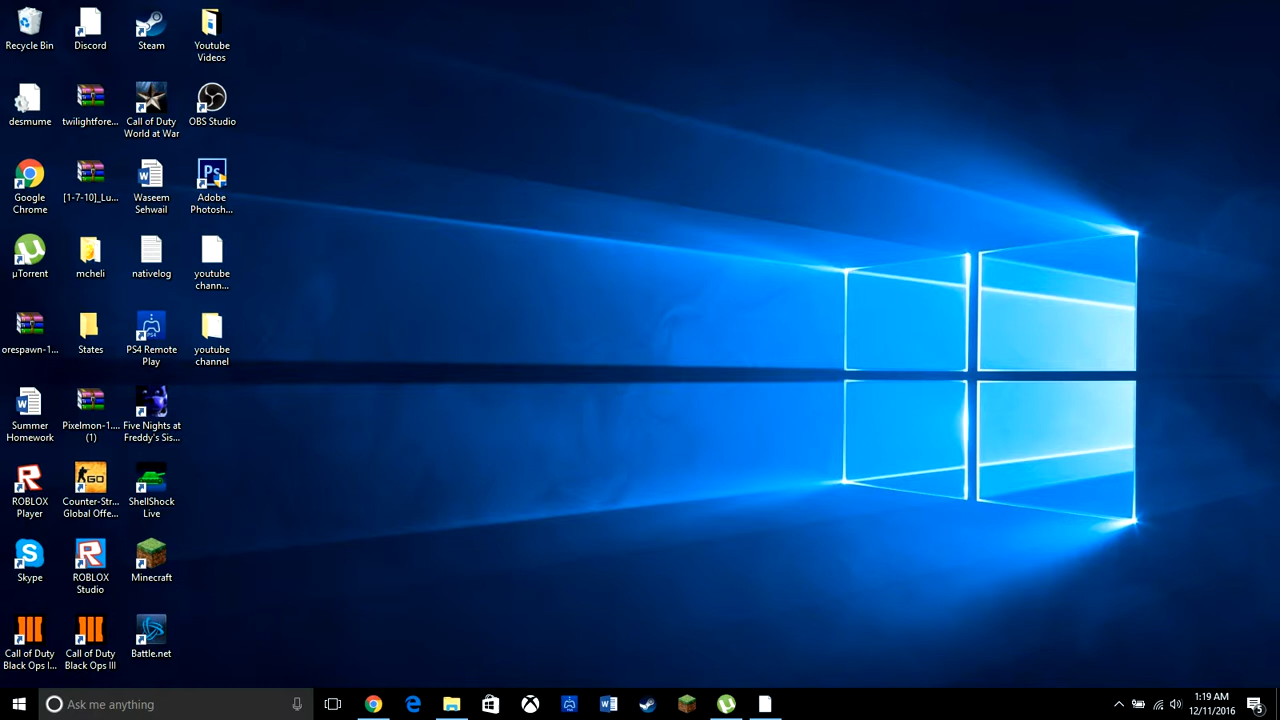 Recycle Bin
Discord
Steam
Youtube
Videos
desmume
twilightfore...
Call of Duty
World at War
OBS Studio
Google
Chrome
[1-7-10]_Lu...
Waseem
Sehwail
Ps
Adobe
Photosh...
µTorrent
mcheli
nativelog
youtube
chann...
orespawn-1...
States
PS4
PS4 Remote
Play
youtube
channel
Summer
Homework
Pixelmon-1....
(1)
Five Nights at
Freddy's Sis...
ROBLOX
Player
GO
Counter-Str...
Global Offe...
ShellShock
Live
Skype
ROBLOX
Studio
Minecraft
Call of Duty
Black Ops I...
Call of Duty
Black Ops III
Battle.net
Ask me anything
1:19 AM
12/11/2016
5